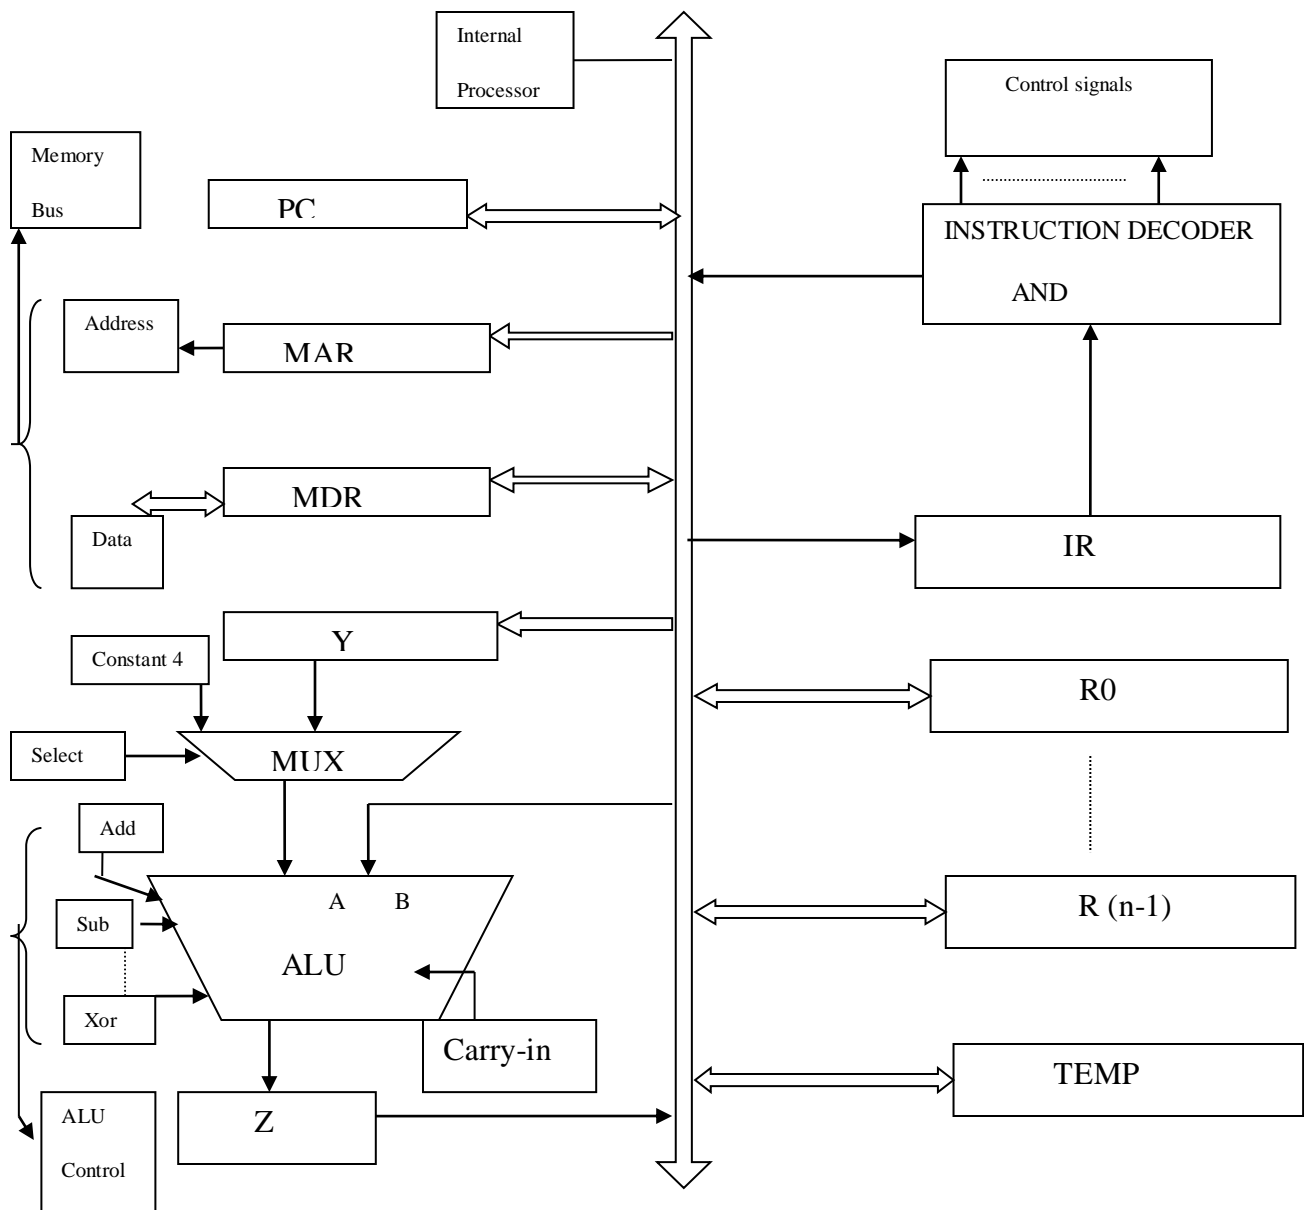 Internal
Processor
Control signals
Memory
Bus
PC
INSTRUCTION DECODER
AND
Address
MAR
MDR
Data
IR
Y
Constant 4
R0
Select
MUX
Add
A B
Sub
R (n-1)
ALU
Xor
Carry-in
TEMP
Z
ALU
Control